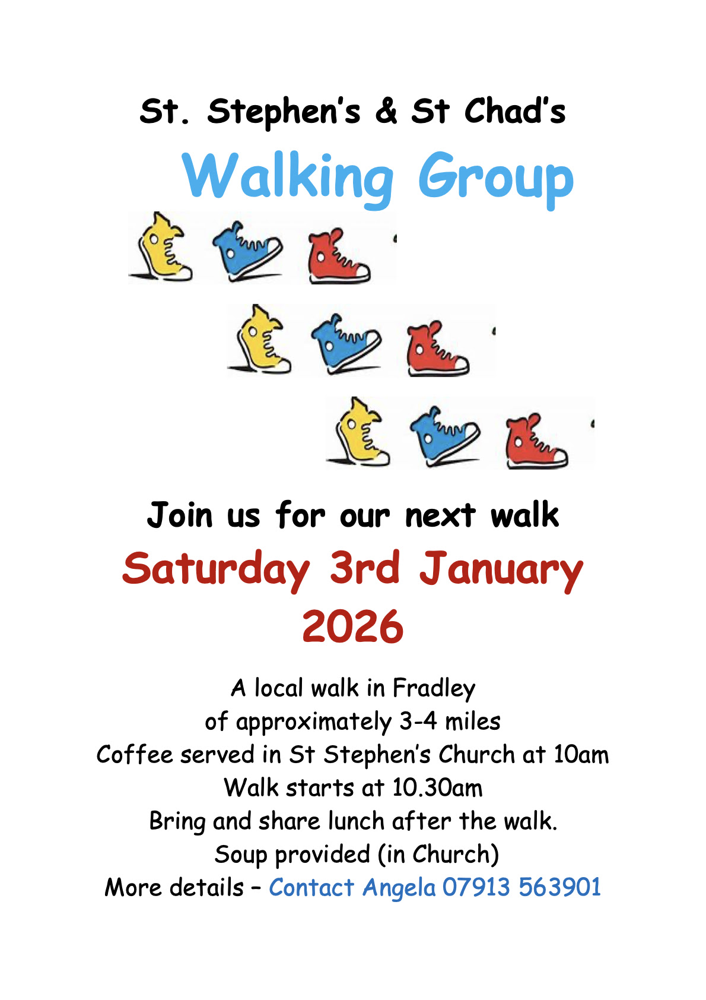 St. Stephen’s & St Chad’s
Walking Group
Join us for our next walk
Saturday 3rd January
2026
A local walk in Fradley
of approximately 3-4 miles
Coffee served in St Stephen’s Church at 10am
Walk starts at 10.30am
Bring and share lunch after the walk.
Soup provided (in Church)
More details – Contact Angela 07913 563901